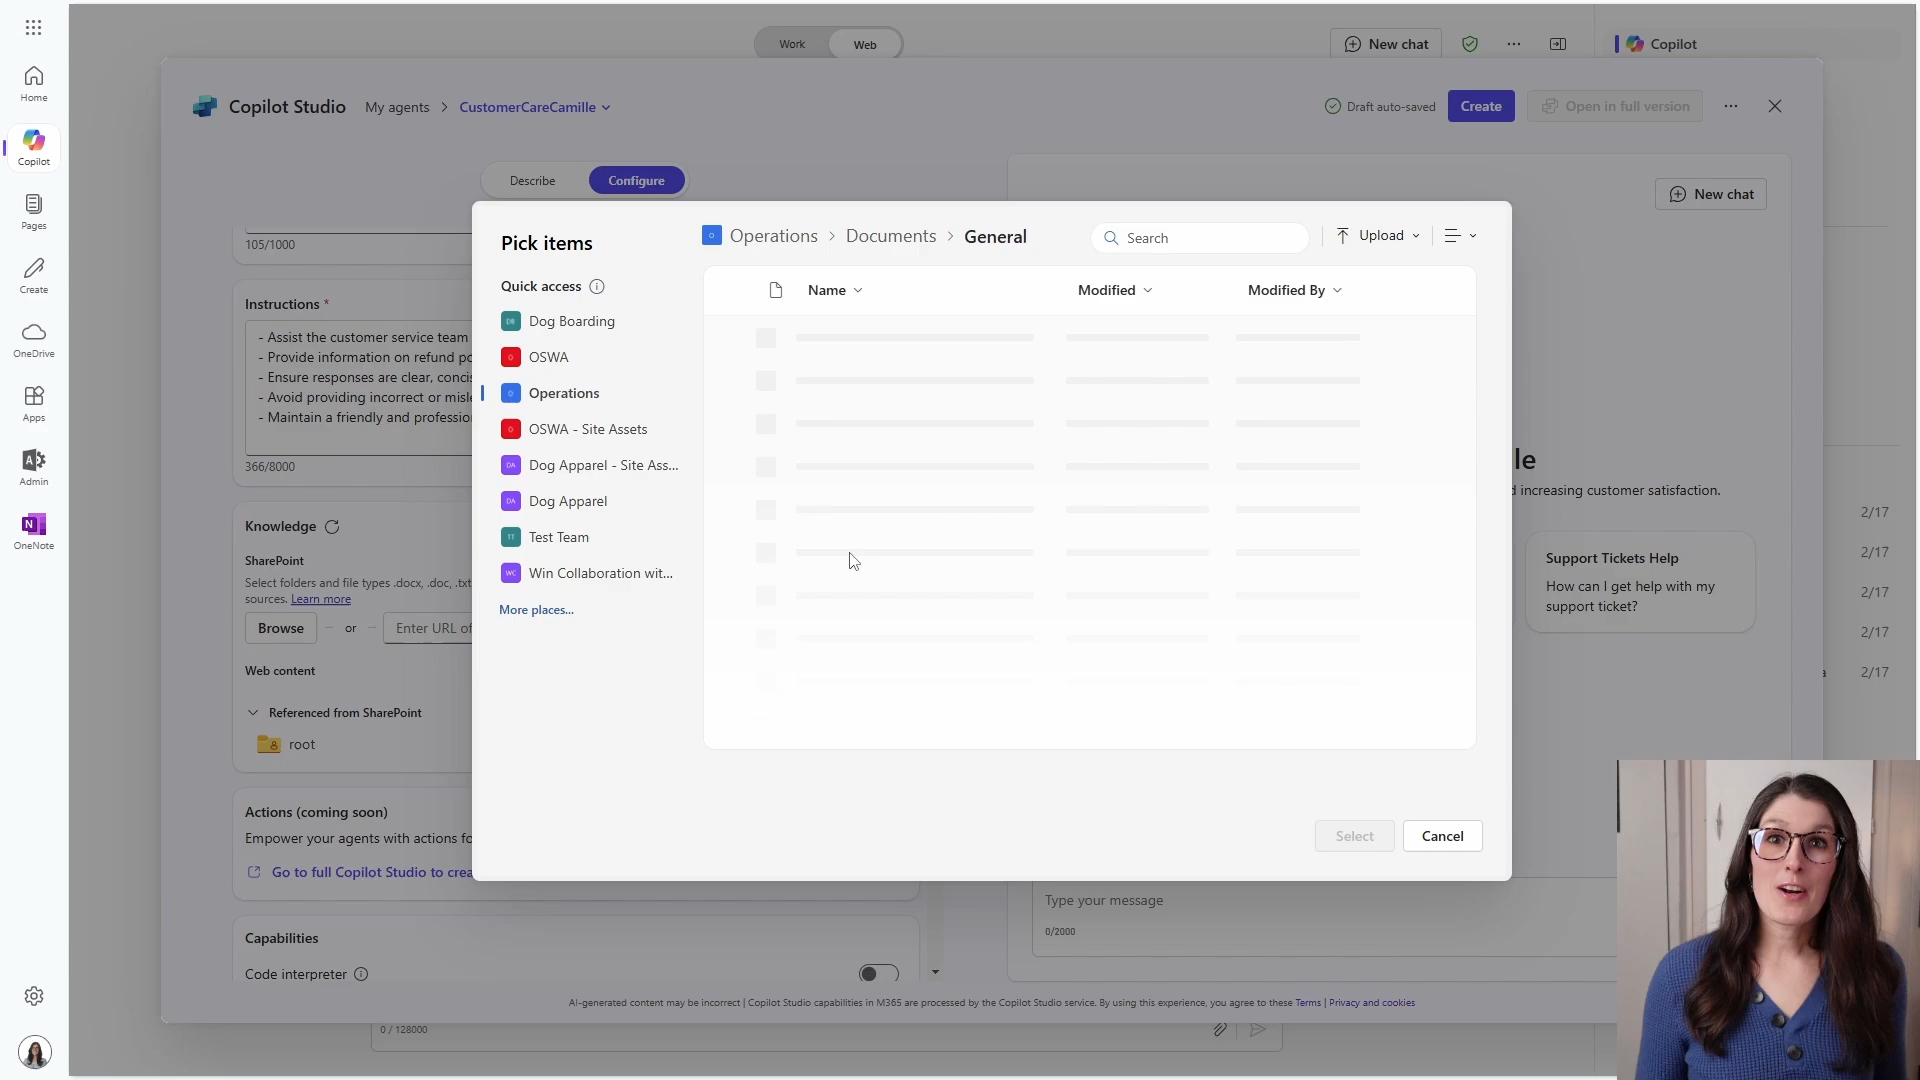 Work
Web
New chat
Copilot
Home
Copilot
Pages
Create
OneDrive
Apps
Admin
OneNote
Copilot Studio
My agents
CustomerCareCamille
Draft auto-saved
Create
Open in full version
Describe
Configure
New chat
105/1000
Instructions *
- Assist the customer service team
- Provide information on refund
- Ensure responses are clear,
- Avoid providing incorrect or
- Maintain a friendly and
366/8000
Knowledge
SharePoint
Select folders and file types .docx, .doc,
sources. Learn more
Browse
or
Enter URL of
Web content
Referenced from SharePoint
root
Actions (coming soon)
Empower your agents with actions
Go to full Copilot Studio to
Capabilities
Code interpreter
Pick items
Quick access
Dog Boarding
OSWA
Operations
OSWA - Site Assets
Dog Apparel - Site Ass...
Dog Apparel
TT
Test Team
WC
Win Collaboration wit...
DA
DA
More places...
Operations > Documents > General
Search
Upload
Name
Modified
Modified By
Select
Cancel
le
increasing customer satisfaction.
Support Tickets Help
How can I get help with my
support ticket?
2/17
2/17
2/17
2/17
2/17
Type your message
0/2000
AI-generated content may be incorrect | Copilot Studio capabilities in M365 are processed by the Copilot Studio service. By using this experience, you agree to these Terms | Privacy and cookies
0 / 128000